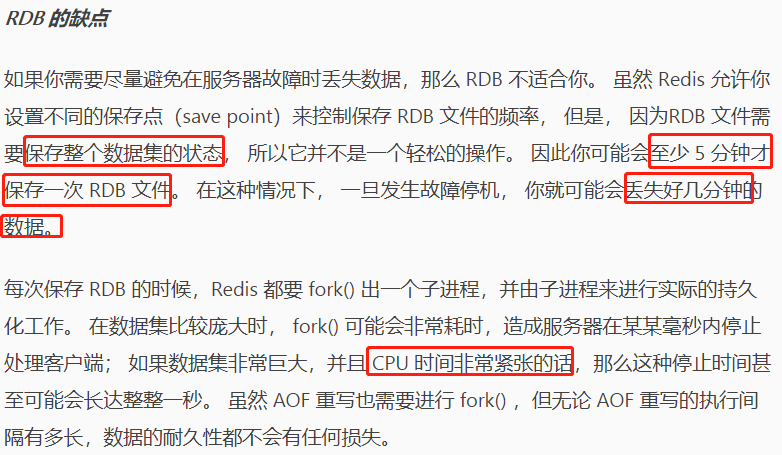 RDB 的缺点
如果你需要尽量避免在服务器故障时丢失数据，那么 RDB 不适合你。 虽然 Redis 允许你
设置不同的保存点（save point）来控制保存 RDB 文件的频率， 但是， 因为RDB 文件需
要保存整个数据集的状态， 所以它并不是一个轻松的操作。 因此你可能会至少 5 分钟才
保存一次 RDB 文件。 在这种情况下， 一旦发生故障停机， 你就可能会丢失好几分钟的
数据。
每次保存 RDB 的时候，Redis 都要 fork() 出一个子进程，并由子进程来进行实际的持久
化工作。 在数据集比较庞大时， fork() 可能会非常耗时，造成服务器在某某毫秒内停止
处理客户端； 如果数据集非常巨大，并且 CPU 时间非常紧张的话，那么这种停止时间甚
至可能会长达整整一秒。 虽然 AOF 重写也需要进行 fork() ，但无论 AOF 重写的执行间
隔有多长，数据的耐久性都不会有任何损失。